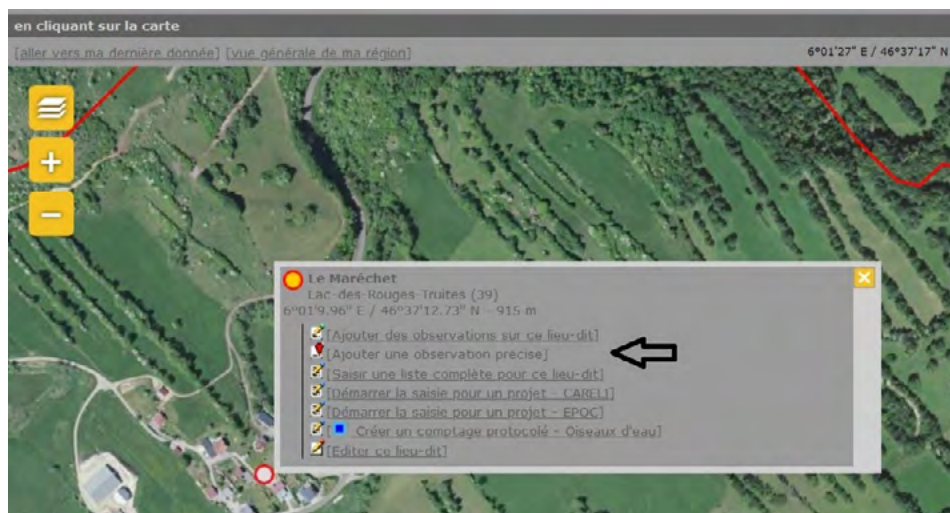 en cliquant sur la carte
[aller vers ma dernière donnée] [vue générale de ma région]
6°01'27" E / 46°37'17" N
Le Maréchet
Lac-des-Rouges-Truites (39)
6°01'9.96" E / 46°37'12.73" N - 915 m
[Ajouter des observations sur ce lieu-dit]
[Ajouter une observation précise]
[Saisir une liste complète pour ce lieu-dit]
[Démarrer la saisie pour un projet - CARELI]
[Démarrer la saisie pour un projet - EPOC]
[Créer un comptage protocolé - Oiseaux d'eau]
[Editer ce lieu-dit]